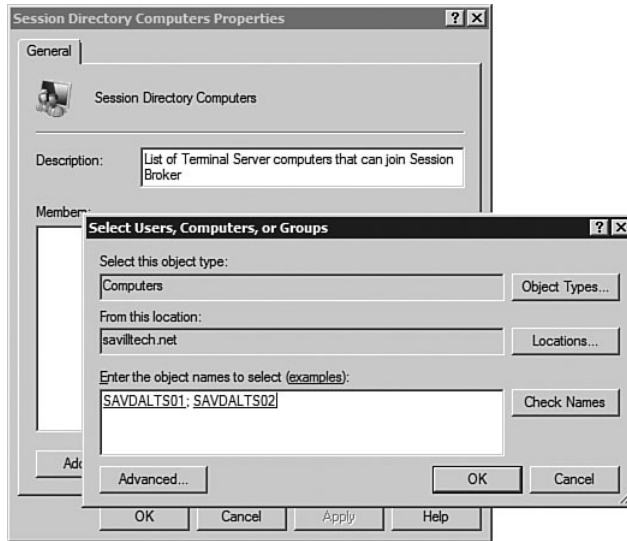 Session Directory Computers Properties
General
Session Directory Computers
Description:
List of Terminal Server computers that can join Session
Broker
Select Users, Computers, or Groups
Select this object type:
Computers
Object Types...
From this location:
savilltech.net
Locations...
Enter the object names to select (examples):
SAVDALTS01; SAVDALTS02
Check Names
Advanced...
OK
Cancel
OK
Cancel
Apply
Help